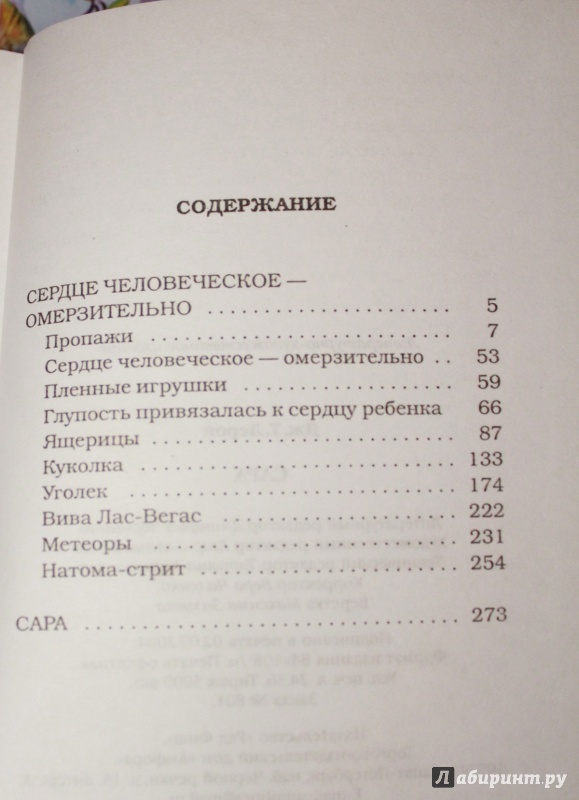 СОДЕРЖАНИЕ
СЕРДЦЕ ЧЕЛОВЕЧЕСКОЕ —
ОМЕРЗИТЕЛЬНО . . . . . . . . . . . . . . . . . . . . . 5
Пропажи . . . . . . . . . . . . . . . . . . . . . . . . . . 7
Сердце человеческое — омерзительно . . 53
Пленные игрушки . . . . . . . . . . . . . . . . . . 59
Глупость привязалась к сердцу ребенка 66
Ящерицы . . . . . . . . . . . . . . . . . . . . . . . . . 87
Куколка . . . . . . . . . . . . . . . . . . . . . . . . . 133
Уголек . . . . . . . . . . . . . . . . . . . . . . . . . . 174
Вива Лас-Вегас . . . . . . . . . . . . . . . . . . . . 222
Метеоры . . . . . . . . . . . . . . . . . . . . . . . . . 231
Натома-стрит . . . . . . . . . . . . . . . . . . . . . 254
САРА . . . . . . . . . . . . . . . . . . . . . . . . . . . . . 273
Лабиринт.ру